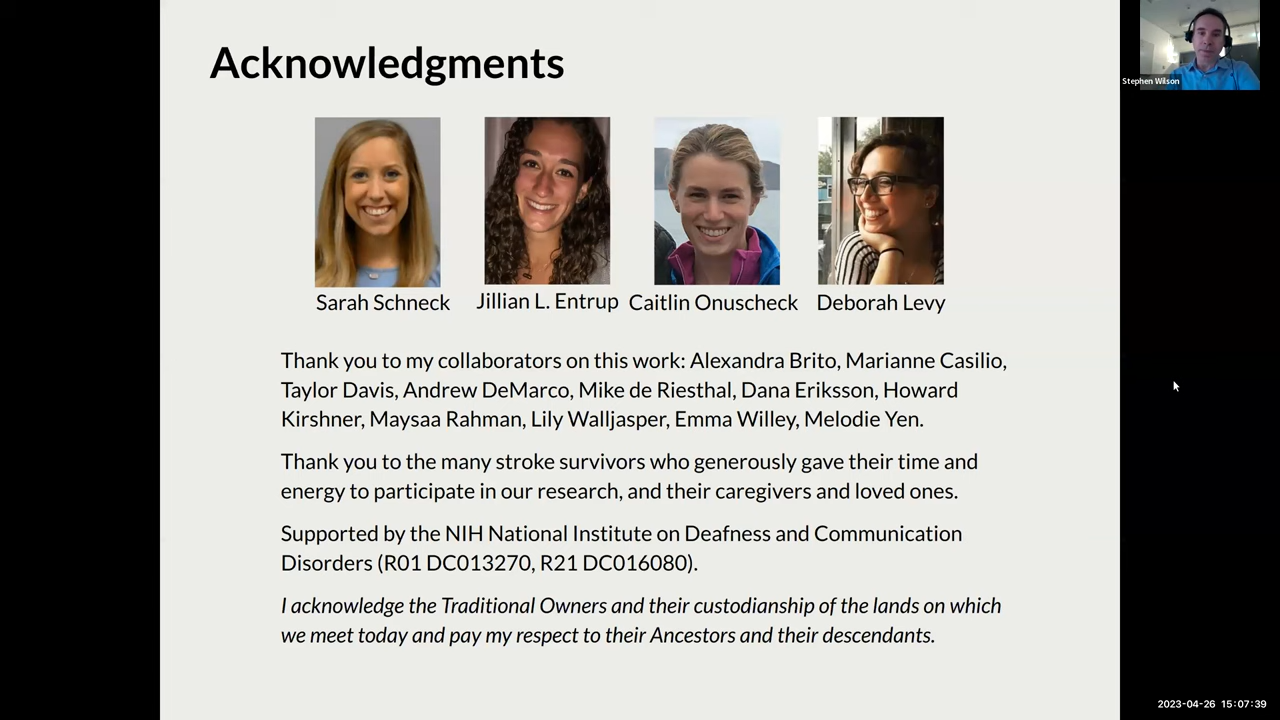 Acknowledgments
Stephen Wilson
Sarah Schneck
Jillian L. Entrup
Caitlin Onuscheck
Deborah Levy
Thank you to my collaborators on this work: Alexandra Brito, Marianne Casilio,
Taylor Davis, Andrew DeMarco, Mike de Riesthal, Dana Eriksson, Howard
Kirshner, Maysaa Rahman, Lily Walljasper, Emma Willey, Melodie Yen.
Thank you to the many stroke survivors who generously gave their time and
energy to participate in our research, and their caregivers and loved ones.
Supported by the NIH National Institute on Deafness and Communication
Disorders (R01 DC013270, R21 DC016080).
I acknowledge the Traditional Owners and their custodianship of the lands on which
we meet today and pay my respect to their Ancestors and their descendants.
2023-04-26 15:07:39